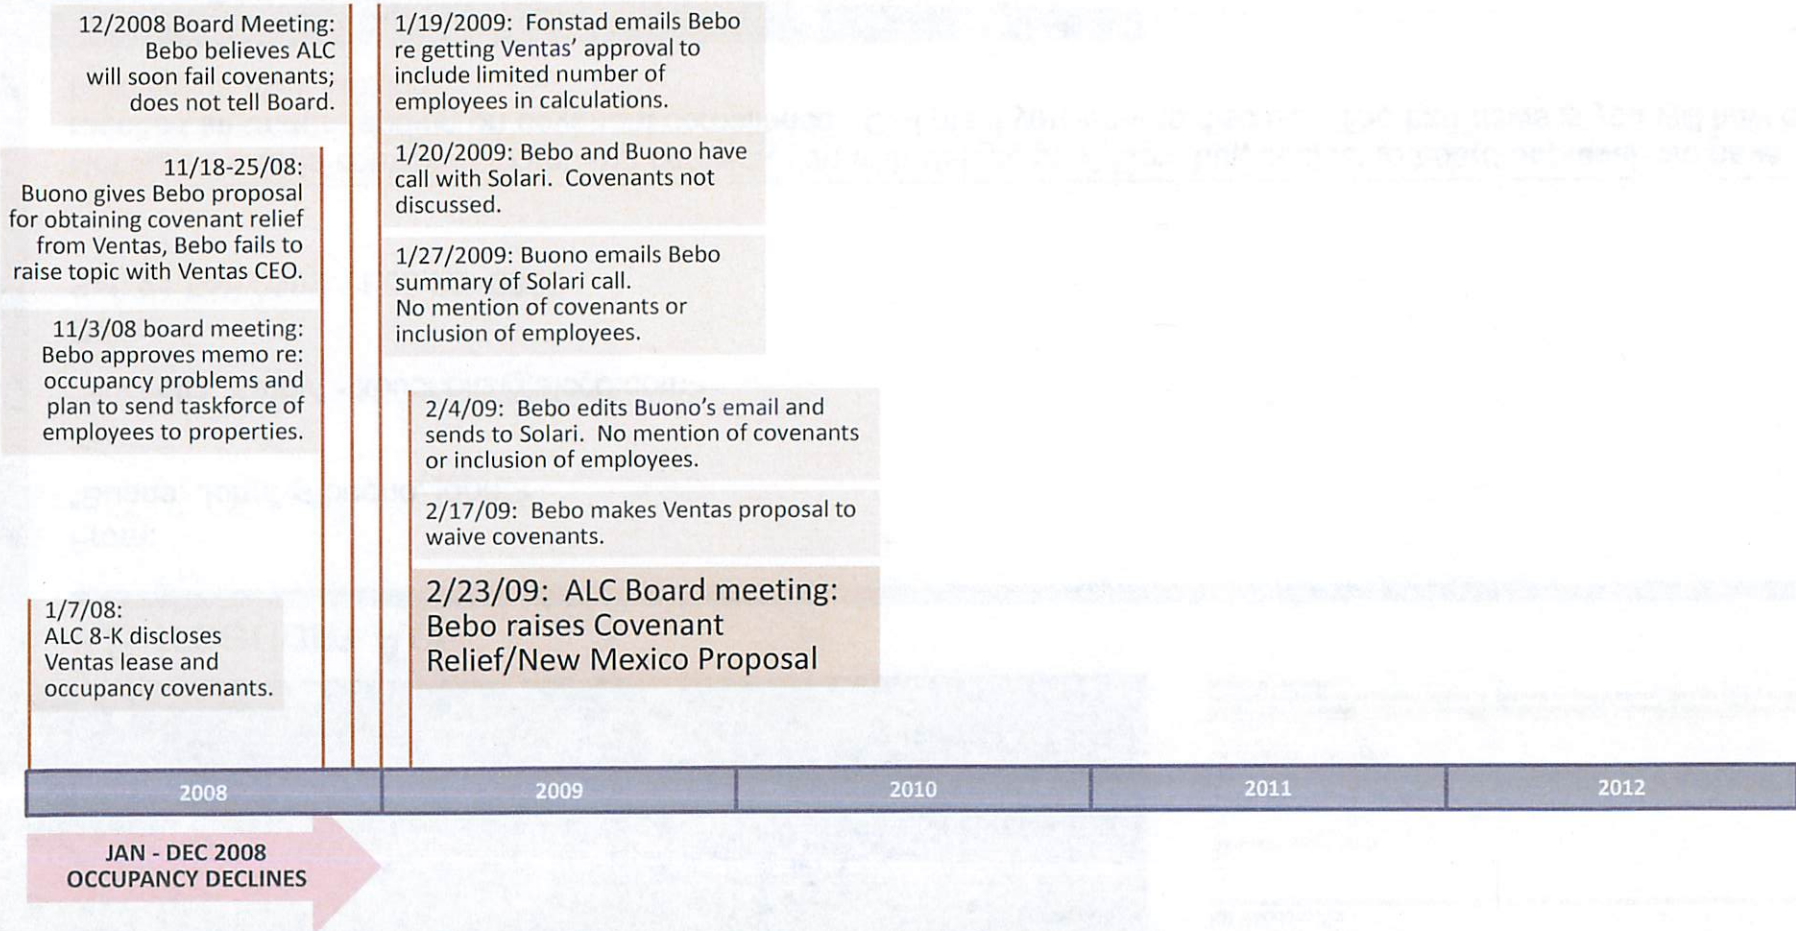 12/2008 Board Meeting:
Bebo believes ALC
will soon fail covenants;
does not tell Board.
11/18-25/08:
Buono gives Bebo proposal
for obtaining covenant relief
from Ventas, Bebo fails to
raise topic with Ventas CEO.
11/3/08 board meeting:
Bebo approves memo re:
occupancy problems and
plan to send taskforce of
employees to properties.
1/7/08:
ALC 8-K discloses
Ventas lease and
occupancy covenants.
1/19/2009: Fonstad emails Bebo
re getting Ventas’ approval to
include limited number of
employees in calculations.
1/20/2009: Bebo and Buono have
call with Solari. Covenants not
discussed.
1/27/2009: Buono emails Bebo
summary of Solari call.
No mention of covenants or
inclusion of employees.
2/4/09: Bebo edits Buono’s email and
sends to Solari. No mention of covenants
or inclusion of employees.
2/17/09: Bebo makes Ventas proposal to
waive covenants.
2/23/09: ALC Board meeting:
Bebo raises Covenant
Relief/New Mexico Proposal
2008 2009 2010 2011 2012
JAN - DEC 2008
OCCUPANCY DECLINES